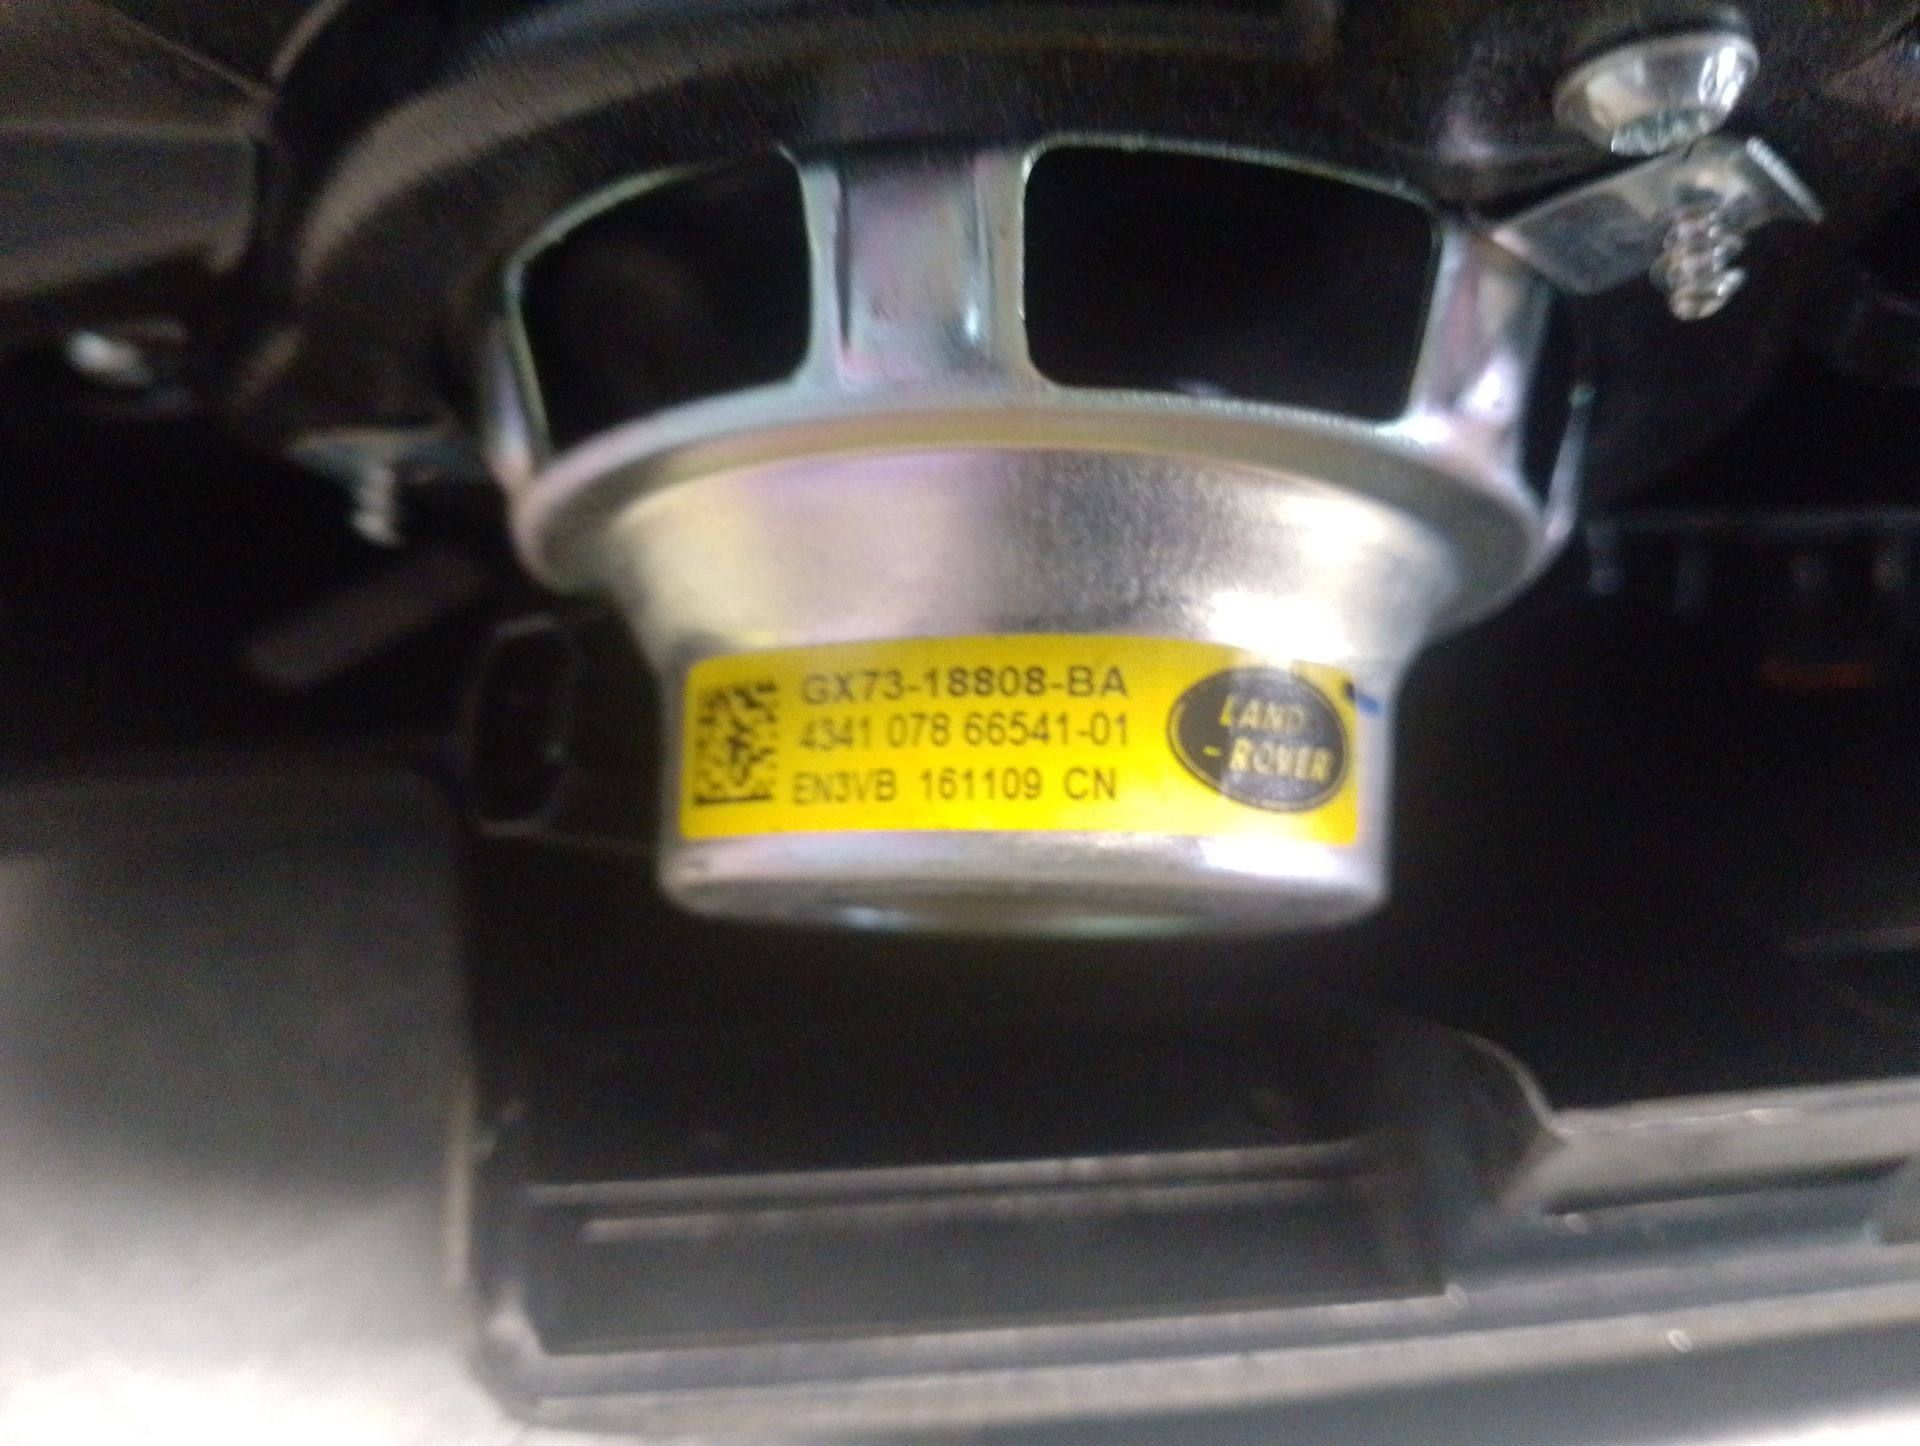 GX73-18808-BA
4341 078 66541-01
EN3VB 161109 CN
LAND-
-ROVER